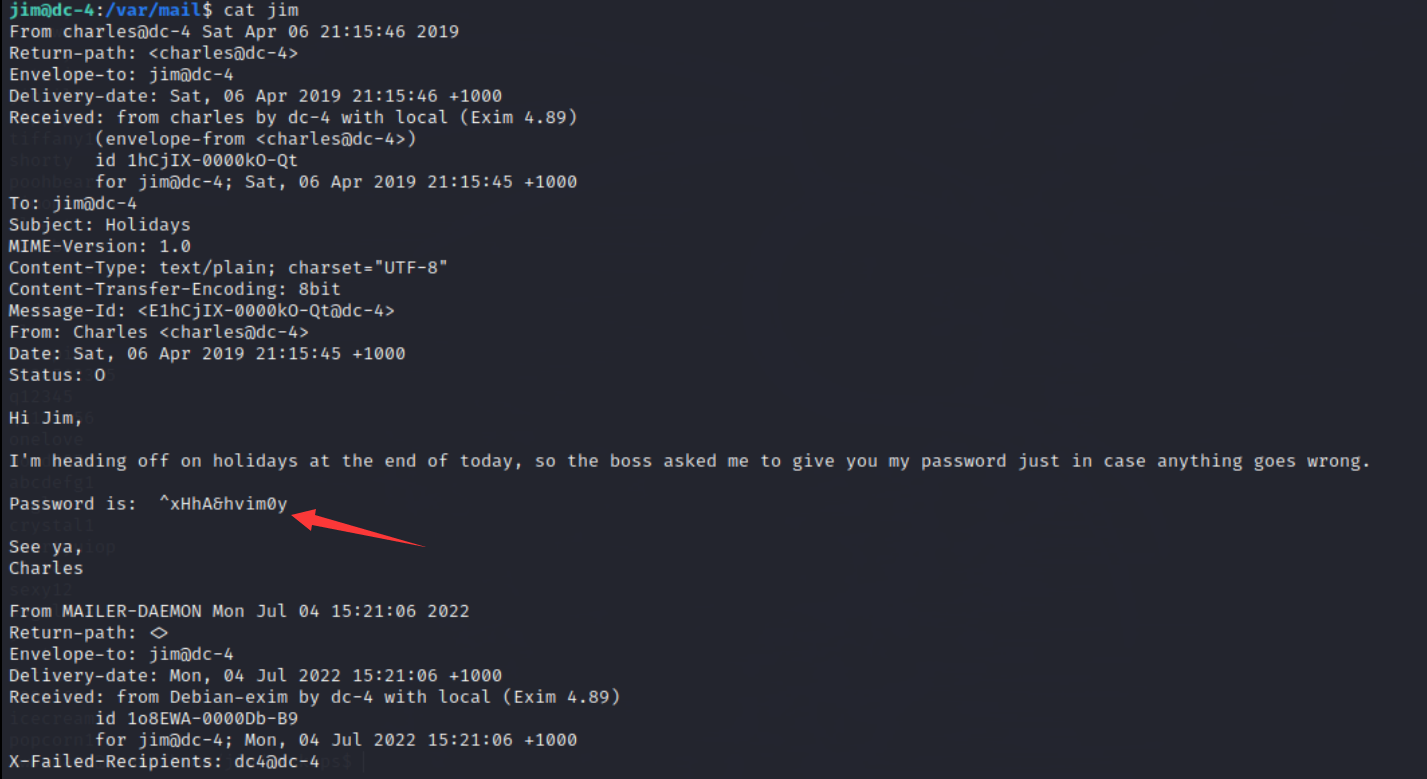 jim@dc-4:/var/mail$ cat jim
From charles@dc-4 Sat Apr 06 21:15:46 2019
Return-path: <charles@dc-4>
Envelope-to: jim@dc-4
Delivery-date: Sat, 06 Apr 2019 21:15:46 +1000
Received: from charles by dc-4 with local (Exim 4.89)
(envelope-from <charles@dc-4>)
id 1hCjIX-0000kO-Qt
for jim@dc-4; Sat, 06 Apr 2019 21:15:45 +1000
To: jim@dc-4
Subject: Holidays
MIME-Version: 1.0
Content-Type: text/plain; charset="UTF-8"
Content-Transfer-Encoding: 8bit
Message-Id: <E1hCjIX-0000kO-Qt@dc-4>
From: Charles <charles@dc-4>
Date: Sat, 06 Apr 2019 21:15:45 +1000
Status: O
Hi Jim,
I'm heading off on holidays at the end of today, so the boss asked me to give you my password just in case anything goes wrong.
Password is:  ^xHhA&hvim0y
See ya,
Charles
From MAILER-DAEMON Mon Jul 04 15:21:06 2022
Return-path: <>
Envelope-to: jim@dc-4
Delivery-date: Mon, 04 Jul 2022 15:21:06 +1000
Received: from Debian-exim by dc-4 with local (Exim 4.89)
id 1o8EWA-0000Db-B9
for jim@dc-4; Mon, 04 Jul 2022 15:21:06 +1000
X-Failed-Recipients: dc4@dc-4